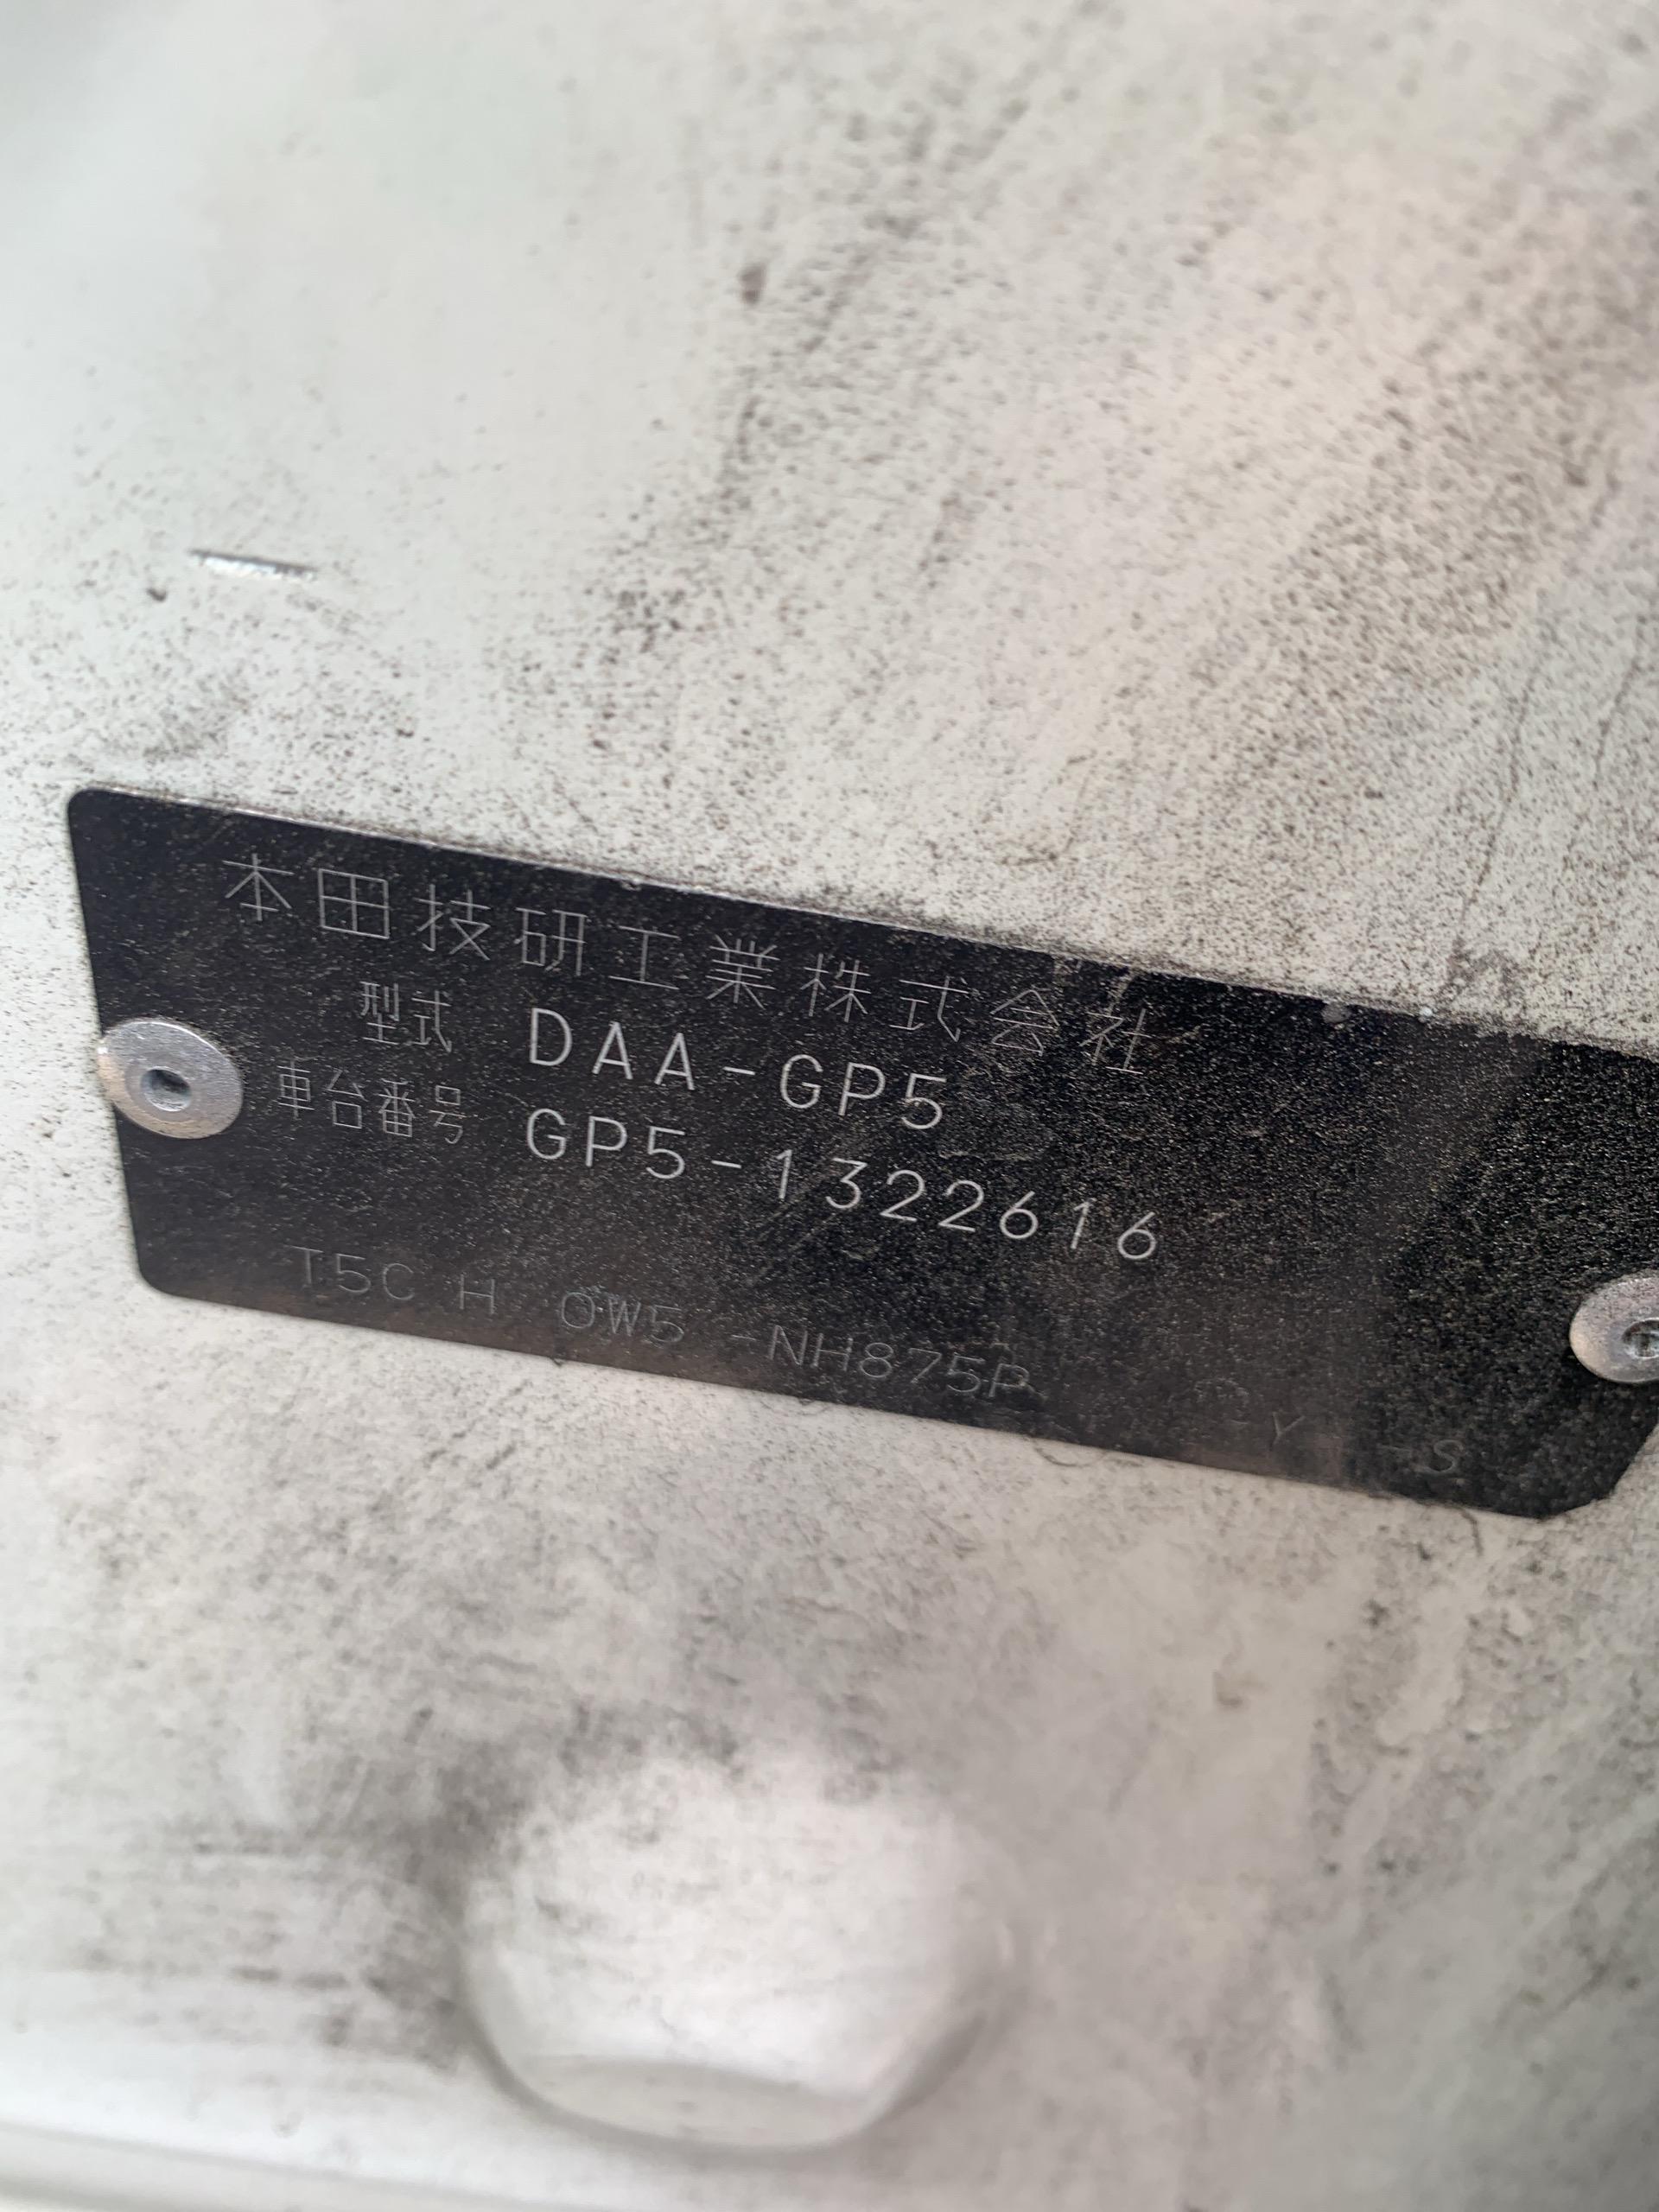 本田技研工業株式会社
型式 DAA-GP5
車台番号 GP5-1322616
T5C H 0W5 -NH875P -Y -S